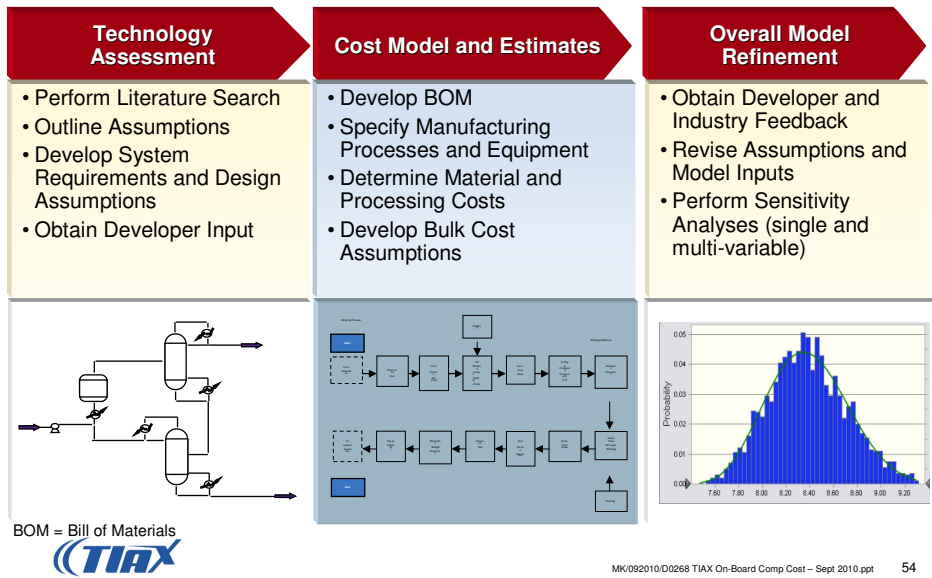 Technology
Assessment
Cost Model and Estimates
Overall Model
Refinement
• Perform Literature Search
• Outline Assumptions
• Develop System
Requirements and Design
Assumptions
• Obtain Developer Input
• Develop BOM
• Specify Manufacturing
Processes and Equipment
• Determine Material and
Processing Costs
• Develop Bulk Cost
Assumptions
• Obtain Developer and
Industry Feedback
• Revise Assumptions and
Model Inputs
• Perform Sensitivity
Analyses (single and
multi-variable)
Probability
0.05
0.04
0.03
0.02
0.01
0.00
7.60 7.80 8.00 8.20 8.40 8.60 8.80 9.00 9.20
BOM = Bill of Materials
TIAX
MK/092010/D0268 TIAX On-Board Comp Cost – Sept 2010.ppt 54